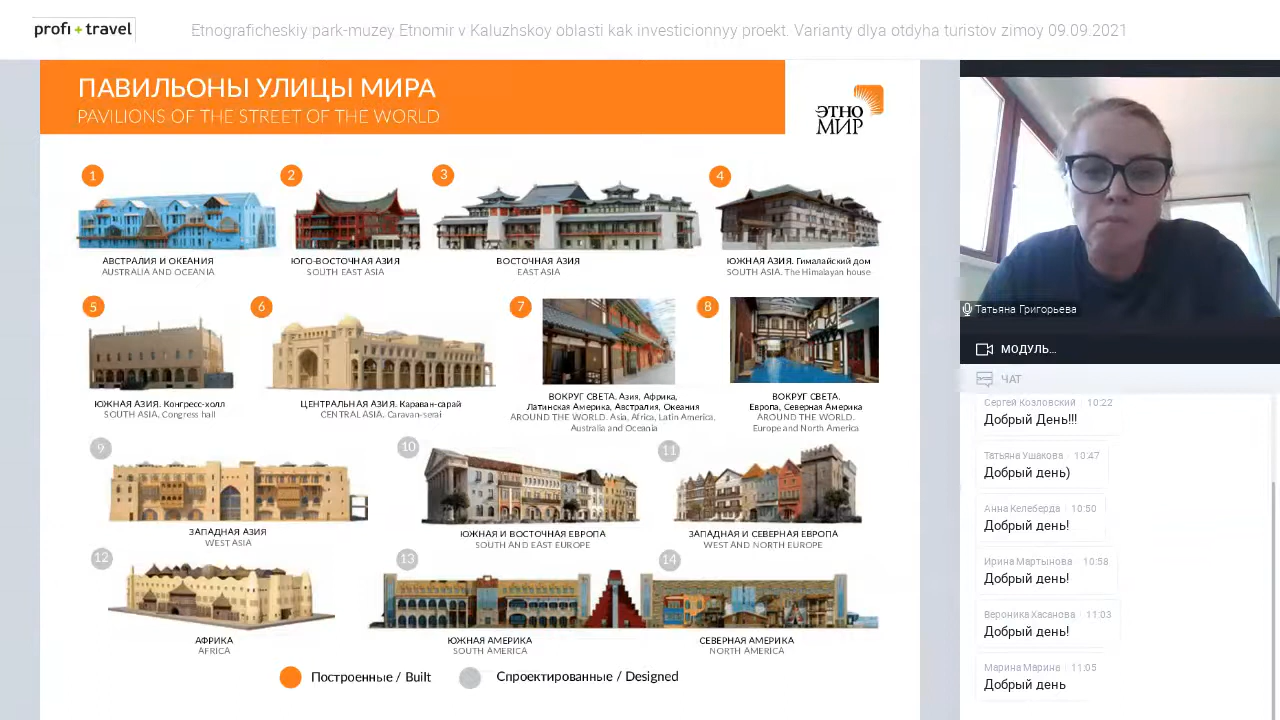 profi + travel
Etnograficheskiy park-muzey Etnomir v Kaluzhskoy oblasti kak investicionnyy proekt. Varianty dlya otdyha turistov zimoy 09.09.2021
ПАВИЛЬОНЫ УЛИЦЫ МИРА
PAVILIONS OF THE STREET OF THE WORLD
ЭТНО
МИР
1
2
3
4
АВСТРАЛИЯ И ОКЕАНИЯ
AUSTRALIA AND OCEANIA
ЮГО-ВОСТОЧНАЯ АЗИЯ
SOUTH EAST ASIA
ВОСТОЧНАЯ АЗИЯ
EAST ASIA
ЮЖНАЯ АЗИЯ. Гималайский дом
SOUTH ASIA. The Himalayan house
5
6
7
8
ЮЖНАЯ АЗИЯ. Конгресс-холл
SOUTH ASIA. Congress hall
ЦЕНТРАЛЬНАЯ АЗИЯ. Караван-сарай
CENTRAL ASIA. Caravan-serai
ВОКРУГ СВЕТА. Азия, Африка,
Латинская Америка, Австралия, Океания
AROUND THE WORLD. Asia, Africa, Latin America,
Australia and Oceania
ВОКРУГ СВЕТА.
Европа, Северная Америка
AROUND THE WORLD.
Europe and North America
9
10
11
ЗАПАДНАЯ АЗИЯ
WEST ASIA
ЮЖНАЯ И ВОСТОЧНАЯ ЕВРОПА
SOUTH AND EAST EUROPE
ЗАПАДНАЯ И СЕВЕРНАЯ ЕВРОПА
WEST AND NORTH EUROPE
12
13
14
АФРИКА
AFRICA
ЮЖНАЯ АМЕРИКА
SOUTH AMERICA
СЕВЕРНАЯ АМЕРИКА
NORTH AMERICA
Построенные / Built
Спроектированные / Designed
Татьяна Григорьева
МОДУЛЬ...
ЧАТ
Сергей Козловский 10:22
Добрый День!!!
Татьяна Ушакова 10:47
Добрый день)
Анна Келеберда 10:50
Добрый день!
Ирина Мартынова 10:58
Добрый день!
Вероника Хасанова 11:03
Добрый день!
Марина Марина 11:05
Добрый день